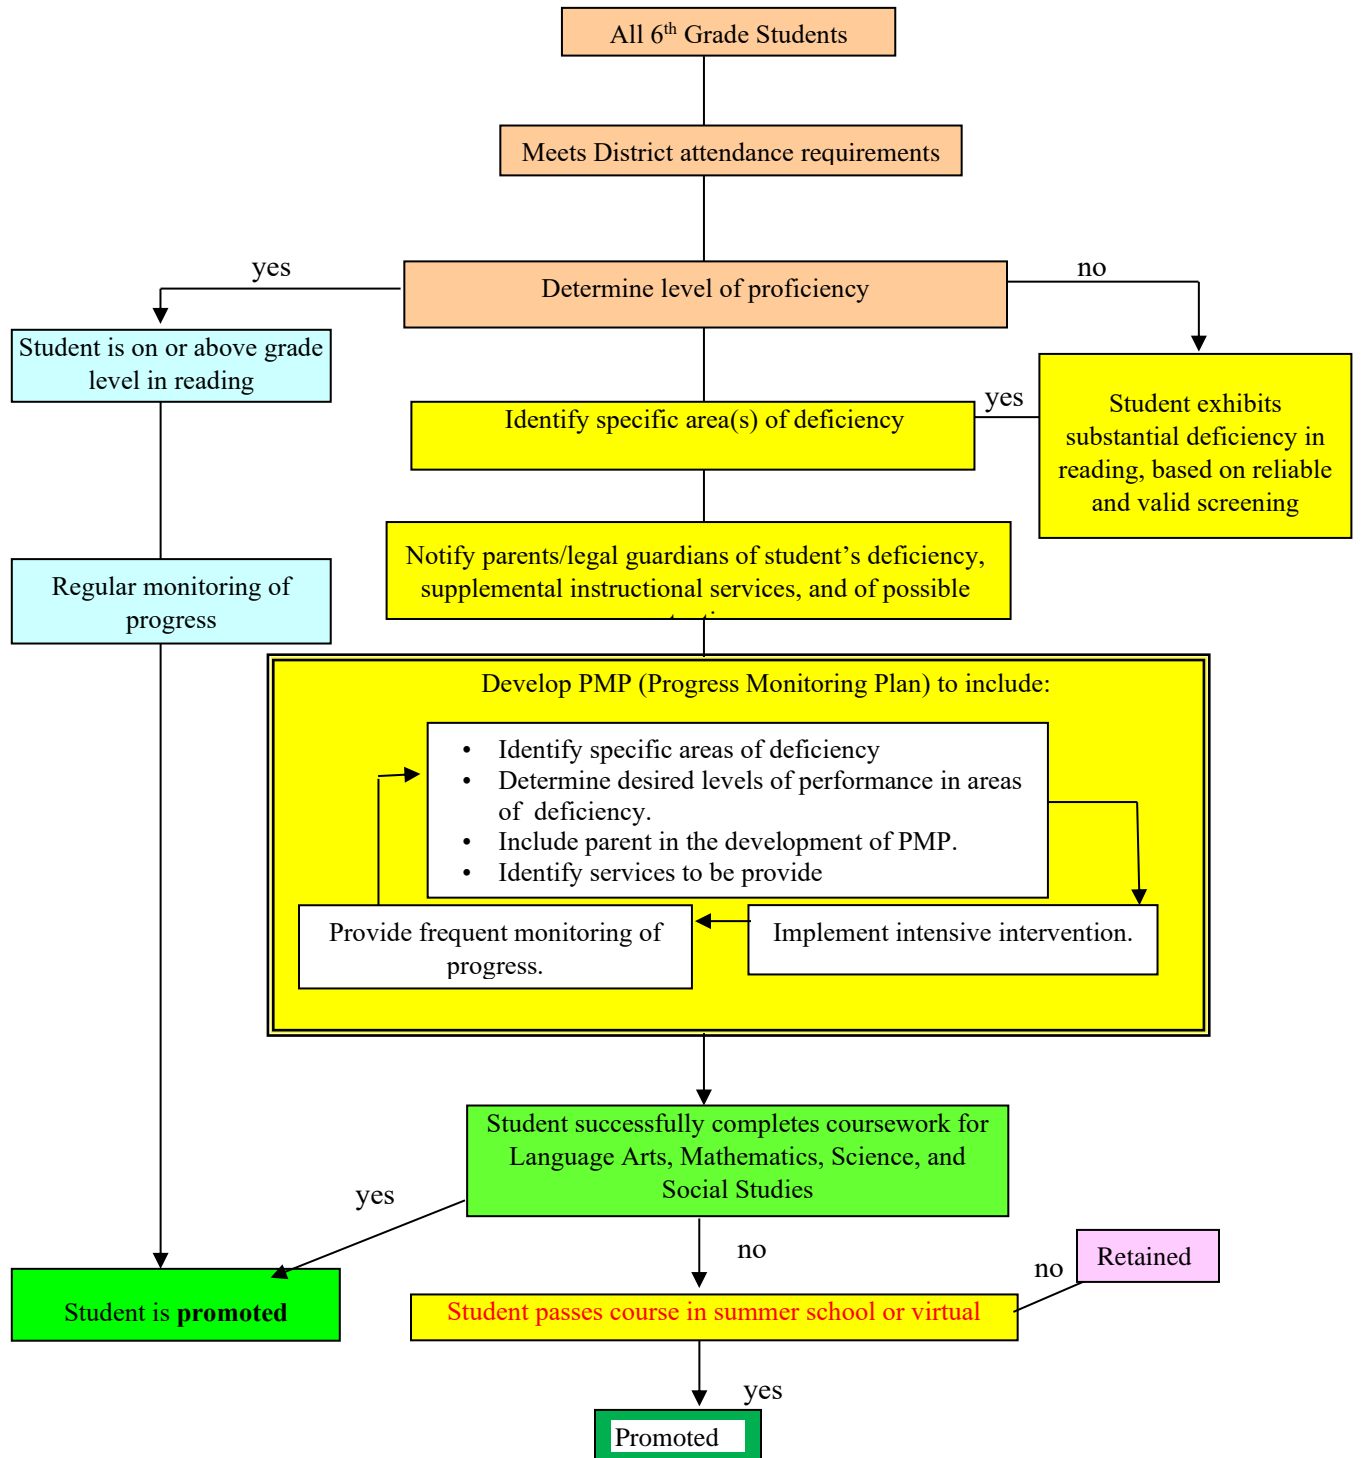 All 6th Grade Students
Meets District attendance requirements
yes
no
Determine level of proficiency
Student is on or above grade
level in reading
Student exhibits
substantial deficiency in
reading, based on reliable
and valid screening
yes
Identify specific area(s) of deficiency
Notify parents/legal guardians of student’s deficiency,
supplemental instructional services, and of possible
Regular monitoring of
progress
Develop PMP (Progress Monitoring Plan) to include:
• Identify specific areas of deficiency
• Determine desired levels of performance in areas
of deficiency.
• Include parent in the development of PMP.
• Identify services to be provide
Provide frequent monitoring of
progress.
Implement intensive intervention.
Student successfully completes coursework for
Language Arts, Mathematics, Science, and
Social Studies
yes
no
no
Retained
Student is promoted
Student passes course in summer school or virtual
yes
Promoted